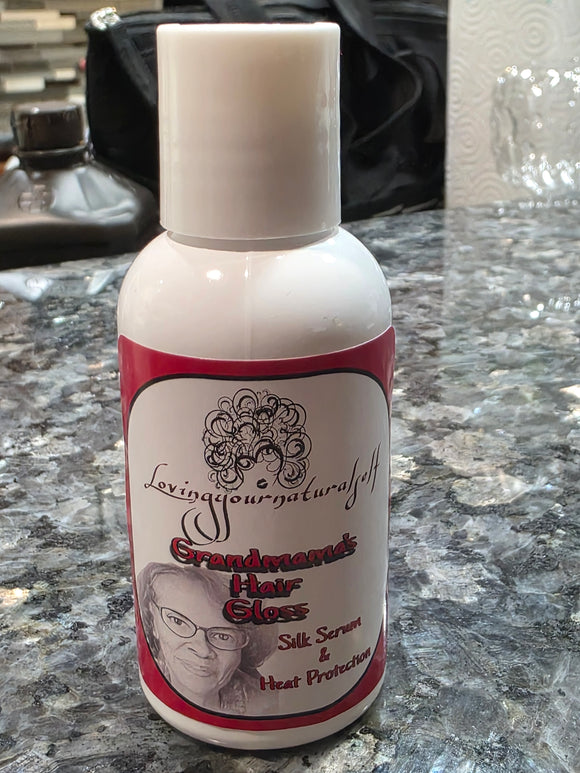 Lovingyournaturalself
Grandmama's
Hair
Gloss
Silk Serum
&
Heat Protection